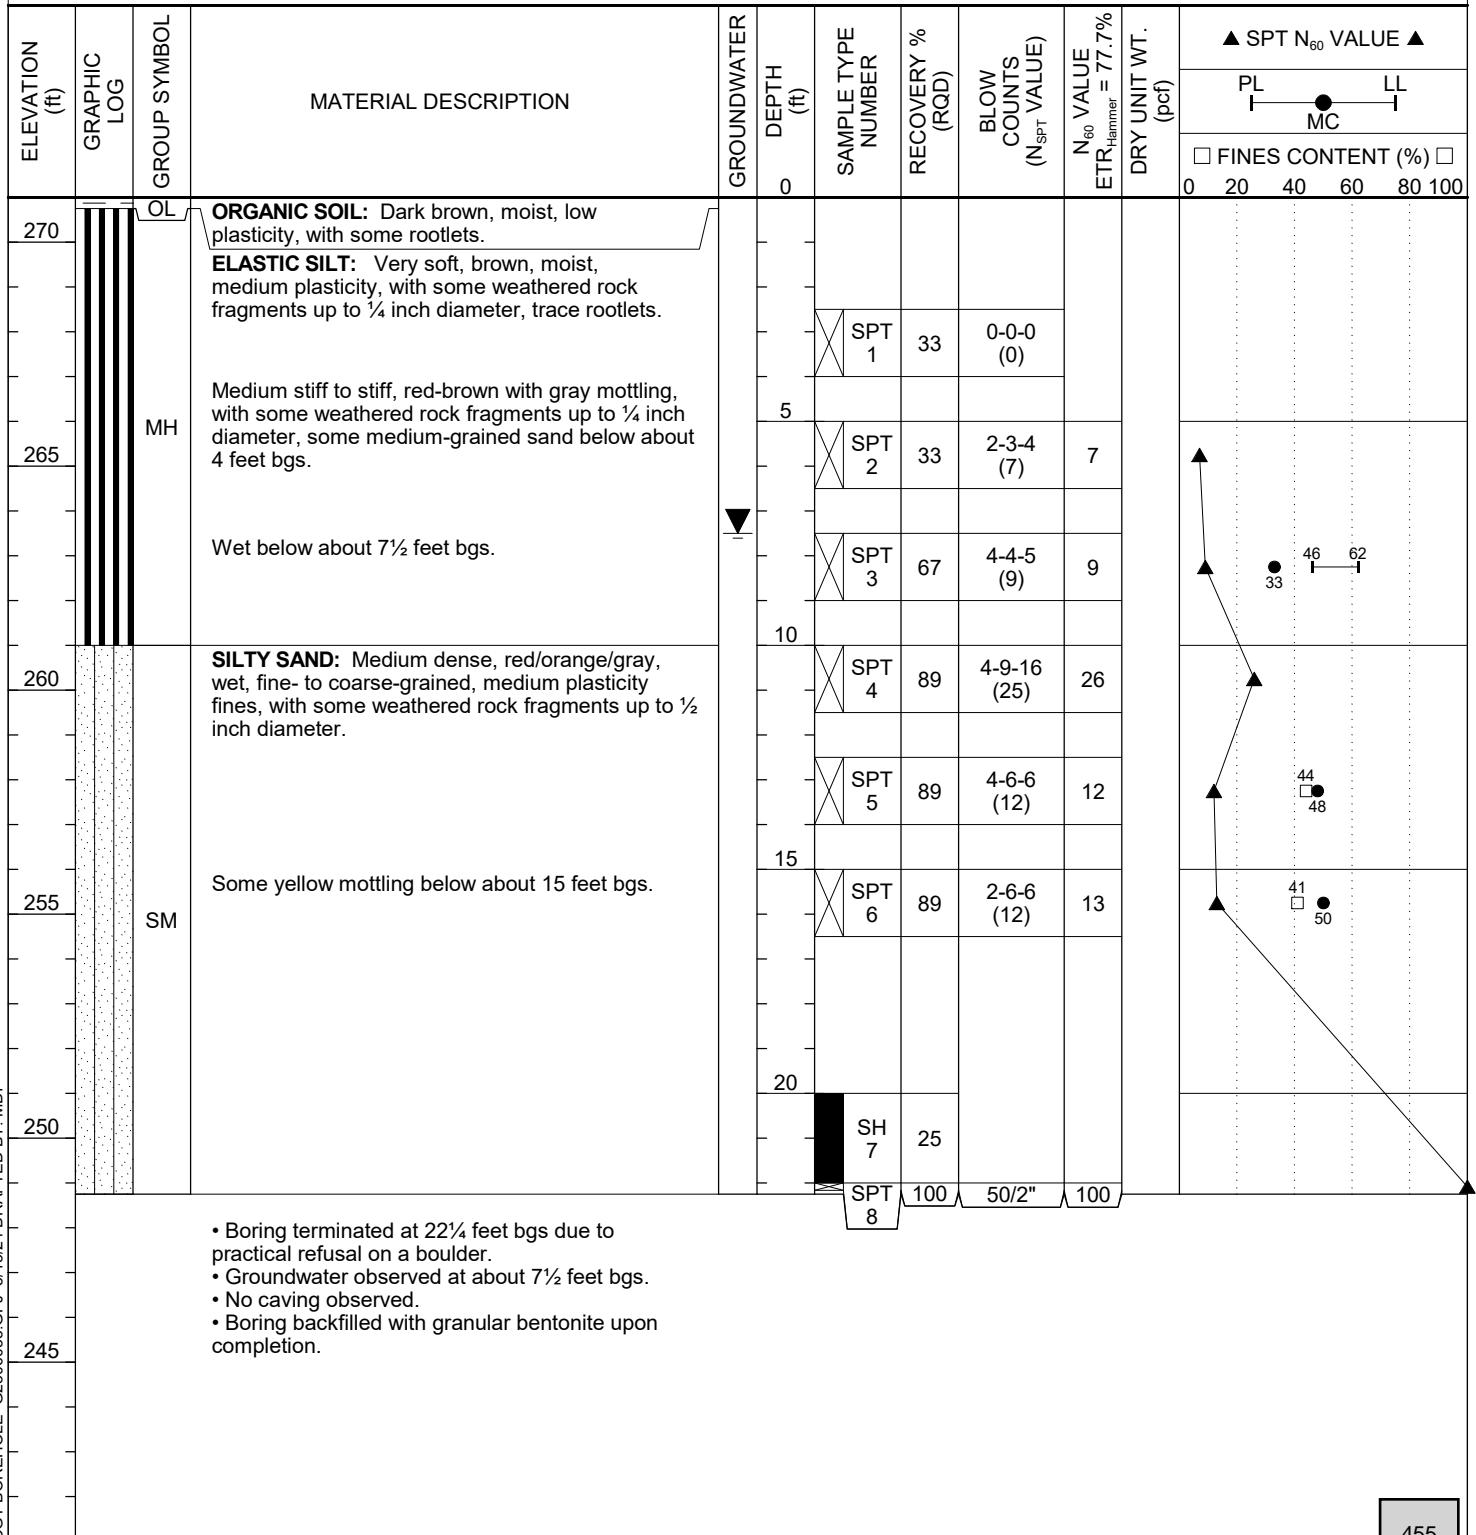 ELEVATION
(ft)
GRAPHIC
LOG
GROUP SYMBOL
MATERIAL DESCRIPTION
GROUNDWATER
DEPTH
(ft)
0
SAMPLE TYPE
NUMBER
RECOVERY %
(RQD)
BLOW
COUNTS
(N_SPT VALUE)
N60 VALUE
ETR_Hammer = 77.7%
DRY UNIT WT.
(pcf)
▲ SPT N60 VALUE ▲
PL LL
MC
□ FINES CONTENT (%) □
0 20 40 60 80 100
OL
ORGANIC SOIL: Dark brown, moist, low
plasticity, with some rootlets.
270
ELASTIC SILT: Very soft, brown, moist,
medium plasticity, with some weathered rock
fragments up to ¼ inch diameter, trace rootlets.
SPT
1
33
0-0-0
(0)
Medium stiff to stiff, red-brown with gray mottling,
with some weathered rock fragments up to ¼ inch
diameter, some medium-grained sand below about
4 feet bgs.
5
MH
265
SPT
2
33
2-3-4
(7)
7
Wet below about 7½ feet bgs.
SPT
3
67
4-4-5
(9)
9
46 62
33
10
SILTY SAND: Medium dense, red/orange/gray,
wet, fine- to coarse-grained, medium plasticity
fines, with some weathered rock fragments up to ½
inch diameter.
260
SPT
4
89
4-9-16
(25)
26
SPT
5
89
4-6-6
(12)
12
44
48
15
Some yellow mottling below about 15 feet bgs.
255
SM
SPT
6
89
2-6-6
(12)
13
41
50
20
250
SH
7
25
SPT
8
100
50/2"
100
• Boring terminated at 22¼ feet bgs due to
practical refusal on a boulder.
• Groundwater observed at about 7½ feet bgs.
• No caving observed.
• Boring backfilled with granular bentonite upon
completion.
245